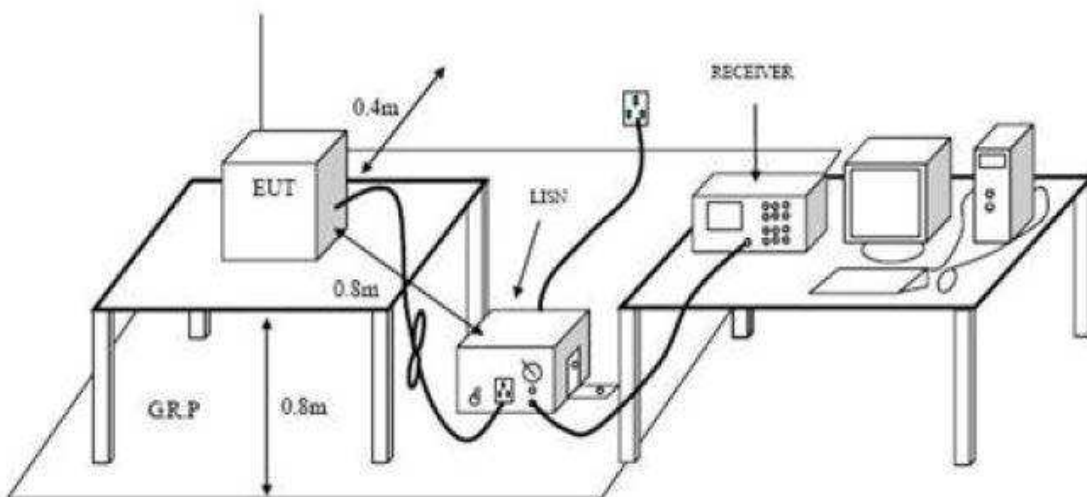 RECEIVER
0.4m
EUT
LISN
0.8m
G.R.P
0.8m